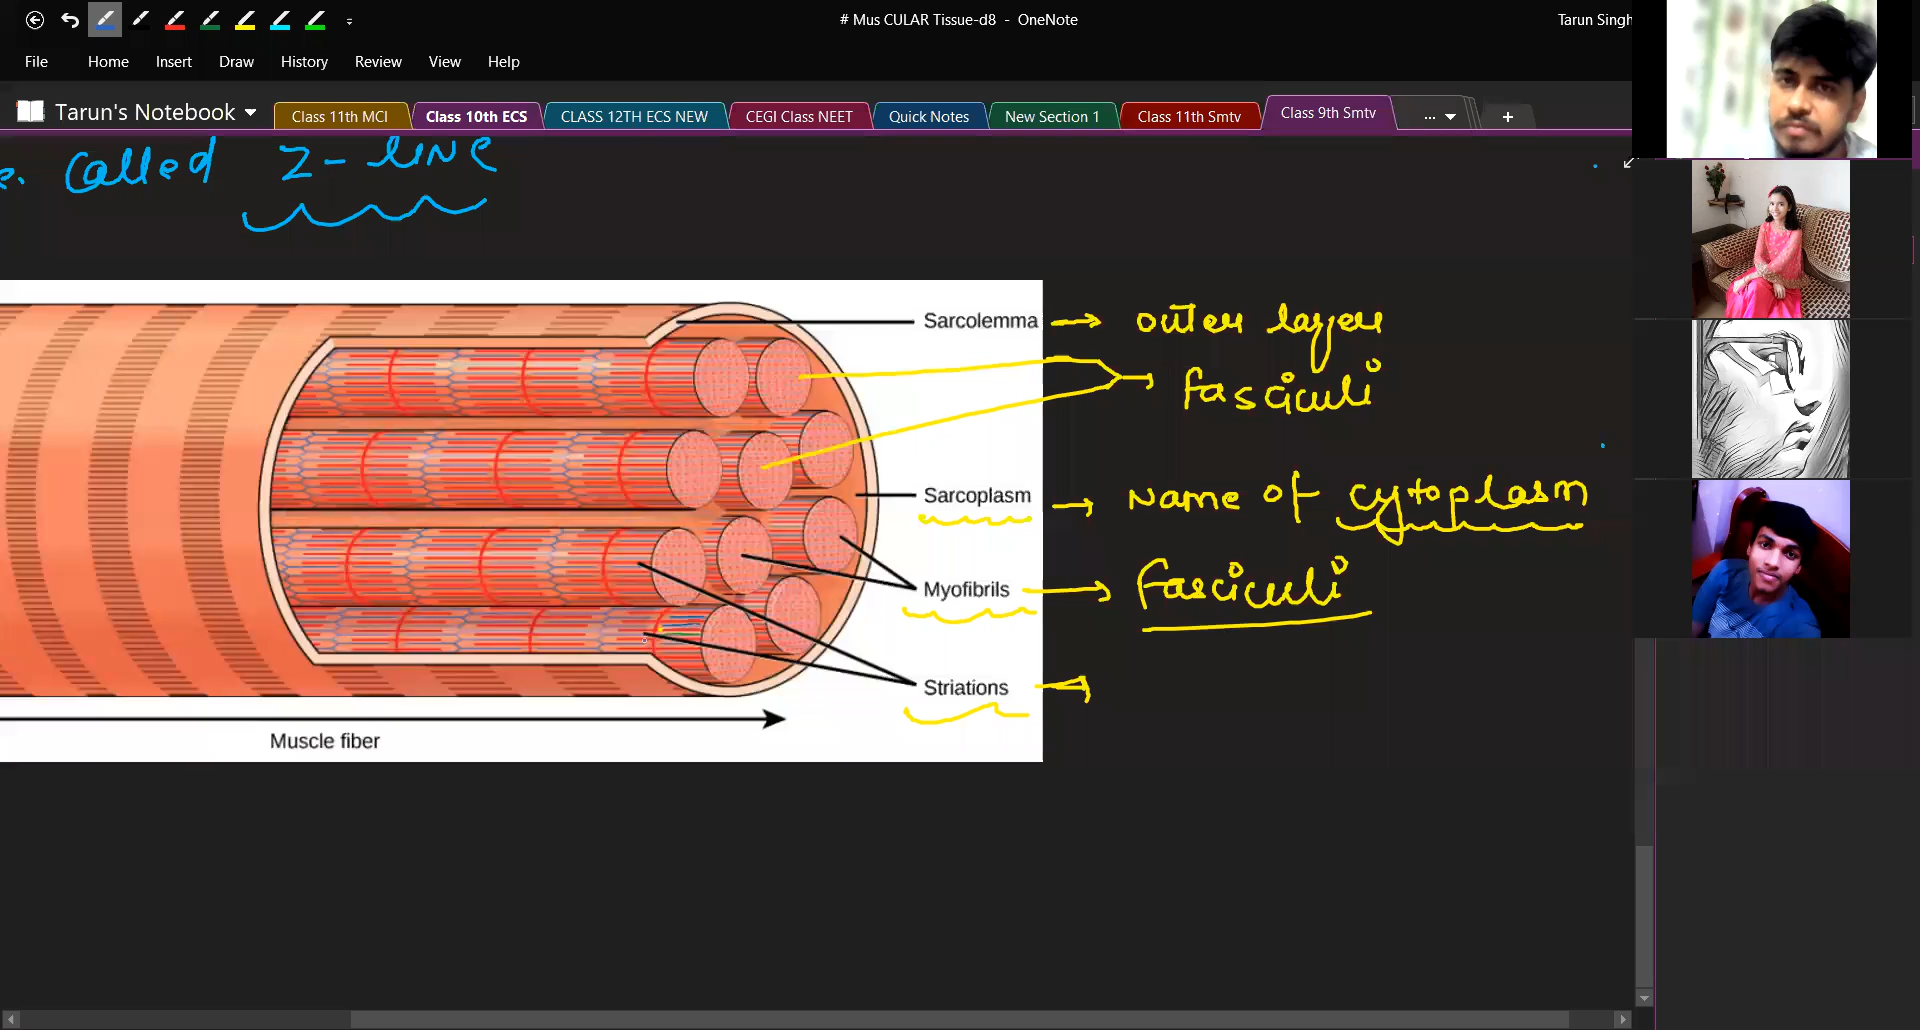 # Mus CULAR Tissue-d8 - OneNote
Tarun Singh
File Home Insert Draw History Review View Help
Tarun's Notebook
Class 11th MCI
Class 10th ECS
CLASS 12TH ECS NEW
CEGI Class NEET
Quick Notes
New Section 1
Class 11th Smtv
Class 9th Smtv
...
+
e. Called Z-line
Sarcolemma → outer layer
fasciculi
Sarcoplasm → Name of cytoplasm
Myofibrils → fasciculi
Striations →
Muscle fiber